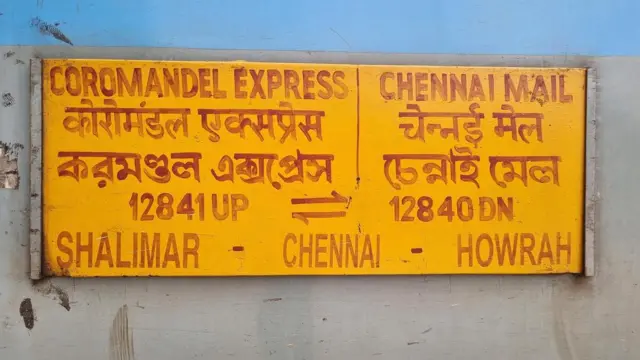 COROMANDEL EXPRESS CHENNAI MAIL
कोरोमंडल एक्सप्रेस चेन्नई मेल
করমণ্ডল এক্সপ্রেস চেন্নাই মেল
12841 UP ⇌ 12840 DN
SHALIMAR - CHENNAI - HOWRAH